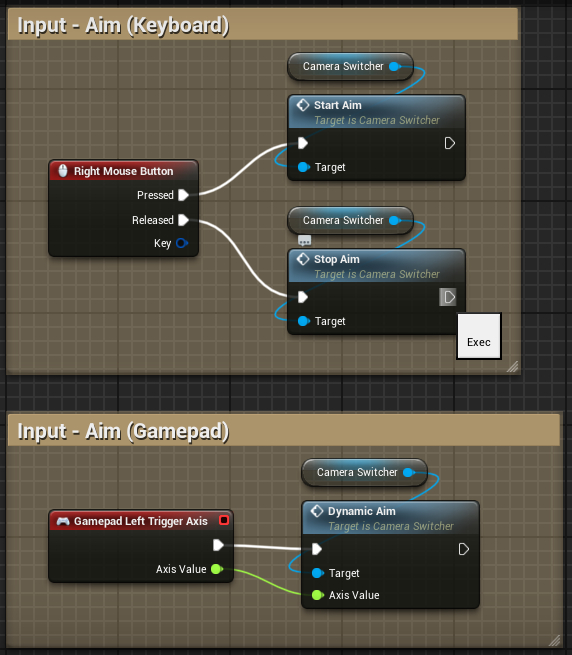 Input - Aim (Keyboard)
Camera Switcher
Start Aim
Target is Camera Switcher
Target
Right Mouse Button
Pressed
Released
Key
Camera Switcher
Stop Aim
Target is Camera Switcher
Target
Exec
Input - Aim (Gamepad)
Camera Switcher
Dynamic Aim
Target is Camera Switcher
Gamepad Left Trigger Axis
Axis Value
Target
Axis Value